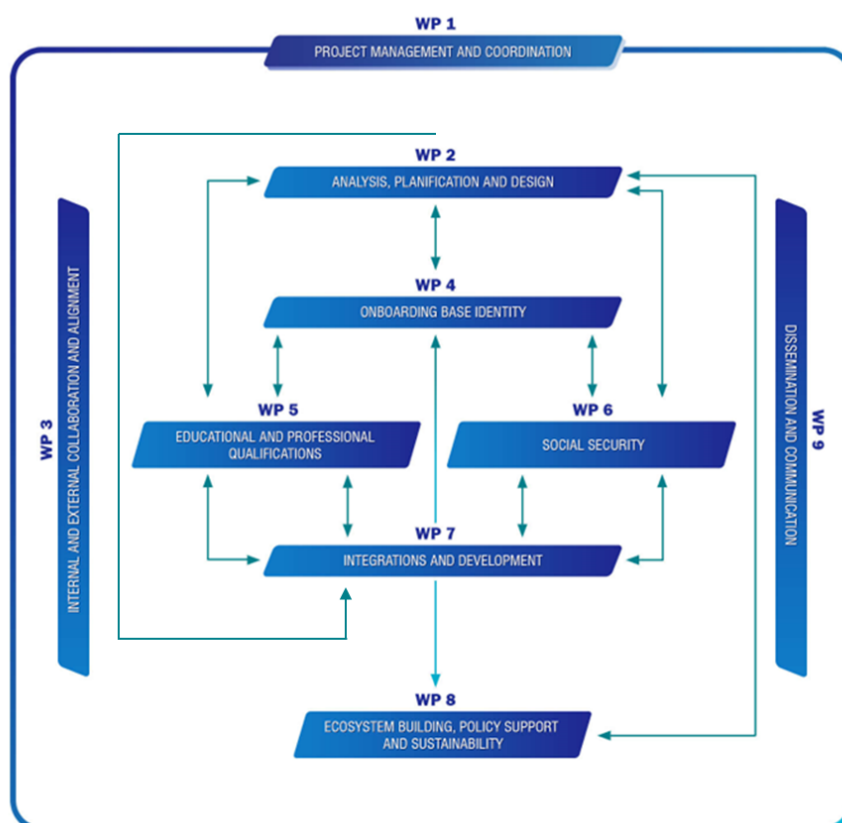 WP 1
PROJECT MANAGEMENT AND COORDINATION
WP 2
ANALYSIS, PLANIFICATION AND DESIGN
WP 3
INTERNAL AND EXTERNAL COLLABORATION AND ALIGNMENT
WP 4
ONBOARDING BASE IDENTITY
WP 5
EDUCATIONAL AND PROFESSIONAL
QUALIFICATIONS
WP 6
SOCIAL SECURITY
WP 7
INTEGRATIONS AND DEVELOPMENT
WP 8
ECOSYSTEM BUILDING, POLICY SUPPORT
AND SUSTAINABILITY
WP 9
DISSEMINATION AND COMMUNICATION